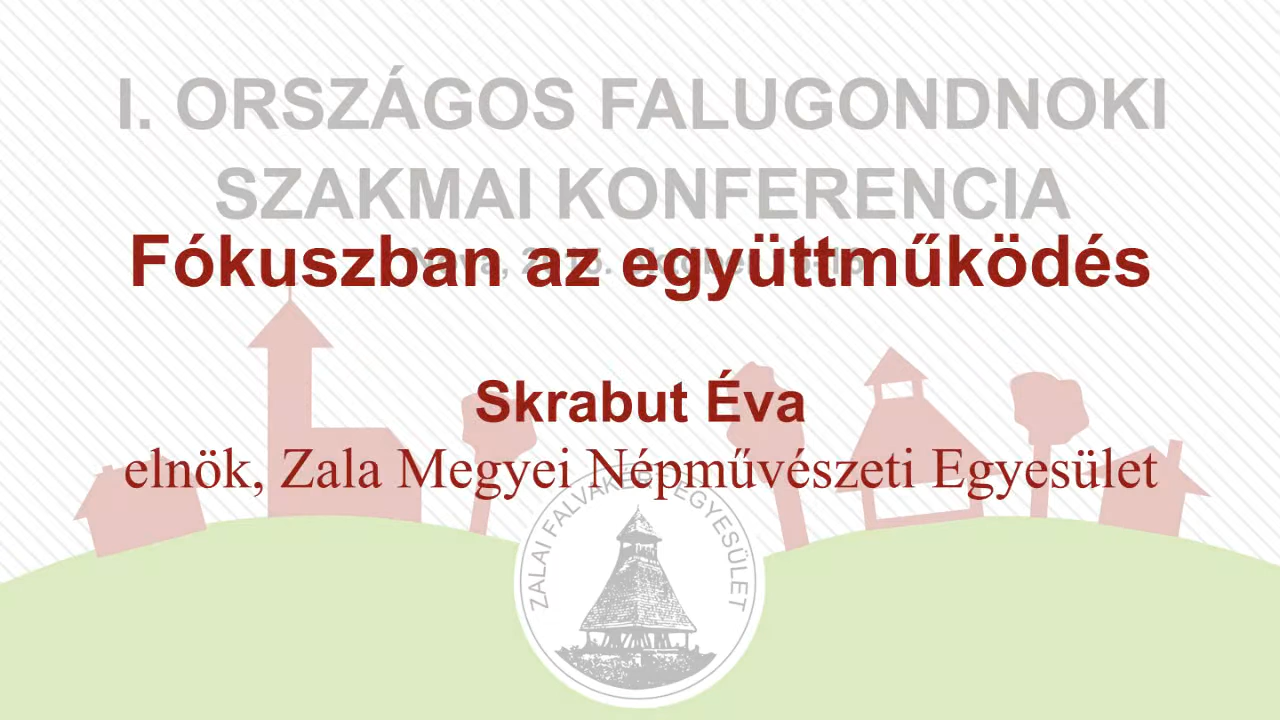 I. ORSZÁGOS FALUGONDNOKI
SZAKMAI KONFERENCIA
Fókuszban az együttműködés
Skrabut Éva
elnök, Zala Megyei Népművészeti Egyesület
ZALAI FALVAKÉRT EGYESÜLET